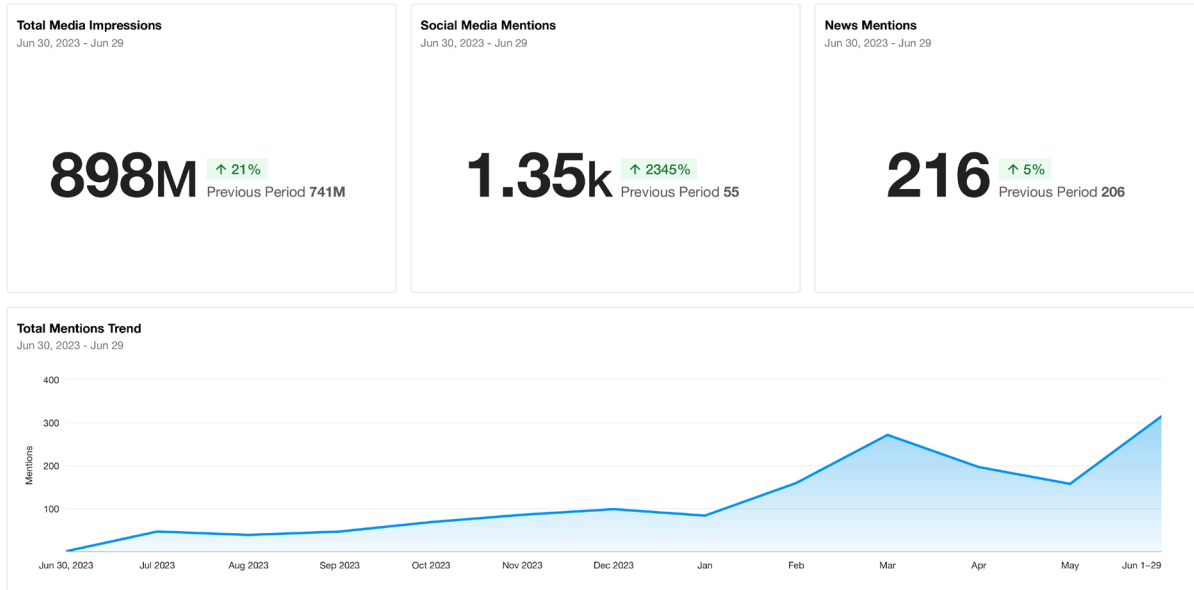 Total Media Impressions
Jun 30, 2023 - Jun 29
898M
↑ 21%
Previous Period 741M
Social Media Mentions
Jun 30, 2023 - Jun 29
1.35k
↑ 2345%
Previous Period 55
News Mentions
Jun 30, 2023 - Jun 29
216
↑ 5%
Previous Period 206
Total Mentions Trend
Jun 30, 2023 - Jun 29
400
300
200
100
Mentions
Jun 30, 2023 Jul 2023 Aug 2023 Sep 2023 Oct 2023 Nov 2023 Dec 2023 Jan Feb Mar Apr May Jun 1–29